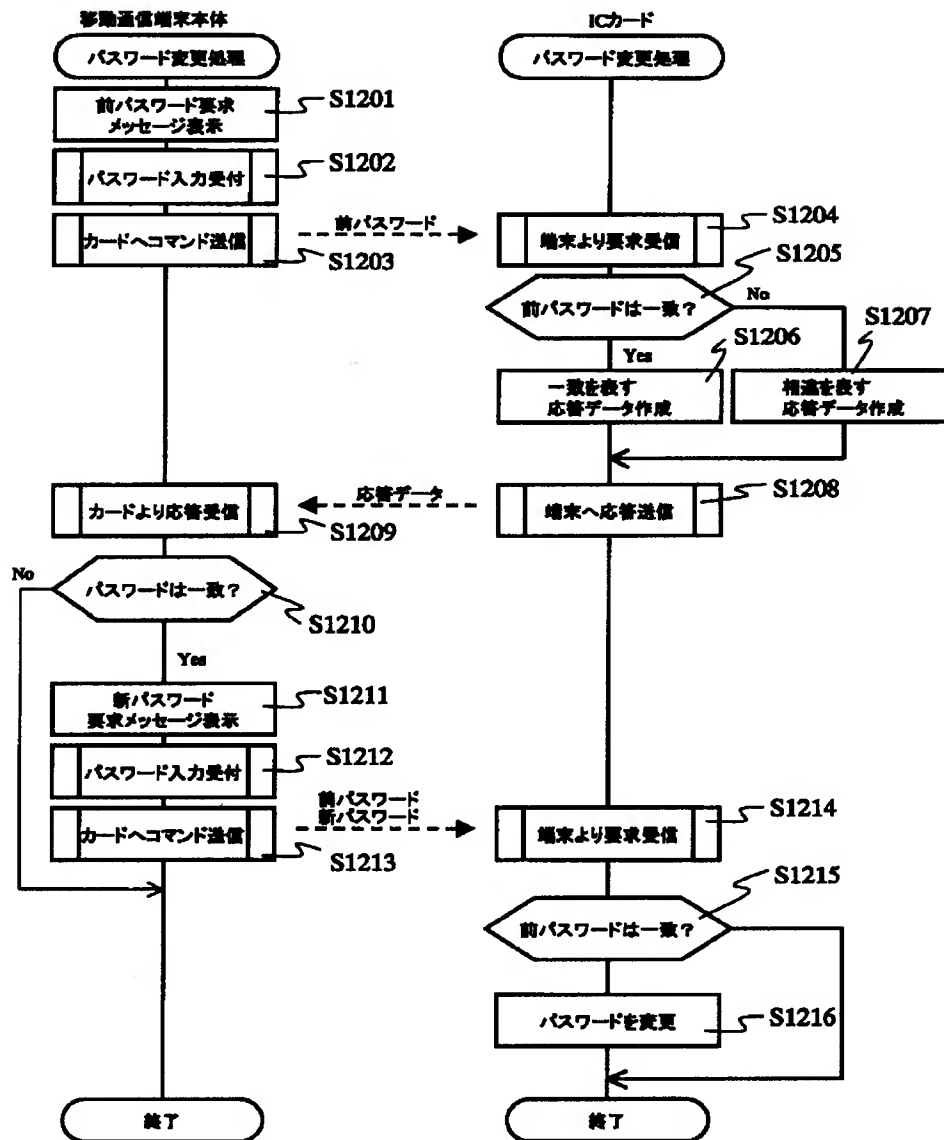 移動通信端末本体
ICカード
パスワード変更処理
パスワード変更処理
前パスワード要求
メッセージ表示
S1201
パスワード入力受付
S1202
カードへコマンド送信
S1203
前パスワード
端末より要求受信
S1204
前パスワードは一致?
S1205
No
Yes
一致を表す
応答データ作成
S1206
相違を表す
応答データ作成
S1207
カードより応答受信
S1209
応答データ
端末へ応答送信
S1208
No
パスワードは一致?
S1210
Yes
新パスワード
要求メッセージ表示
S1211
パスワード入力受付
S1212
カードへコマンド送信
S1213
前パスワード
新パスワード
端末より要求受信
S1214
前パスワードは一致?
S1215
パスワードを変更
S1216
終了
終了